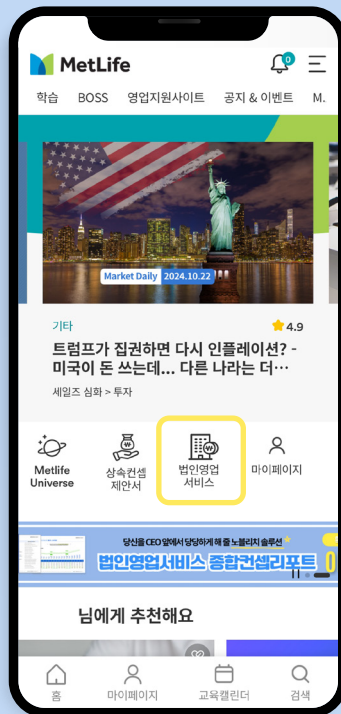 MetLife
0
학습 BOSS 영업지원사이트 공지 & 이벤트 M.
Market Daily 2024.10.22
기타 4.9
트럼프가 집권하면 다시 인플레이션? -
미국이 돈 쓰는데... 다른 나라는 더…
세일즈 심화 > 투자
Metlife
Universe
상속컨셉
제안서
법인영업
서비스
마이페이지
당신을 CEO 앞에서 당당하게 해 줄 노블리치 솔루션
법인영업서비스 종합컨셉리포트
님에게 추천해요
홈 마이페이지 교육캘린더 검색